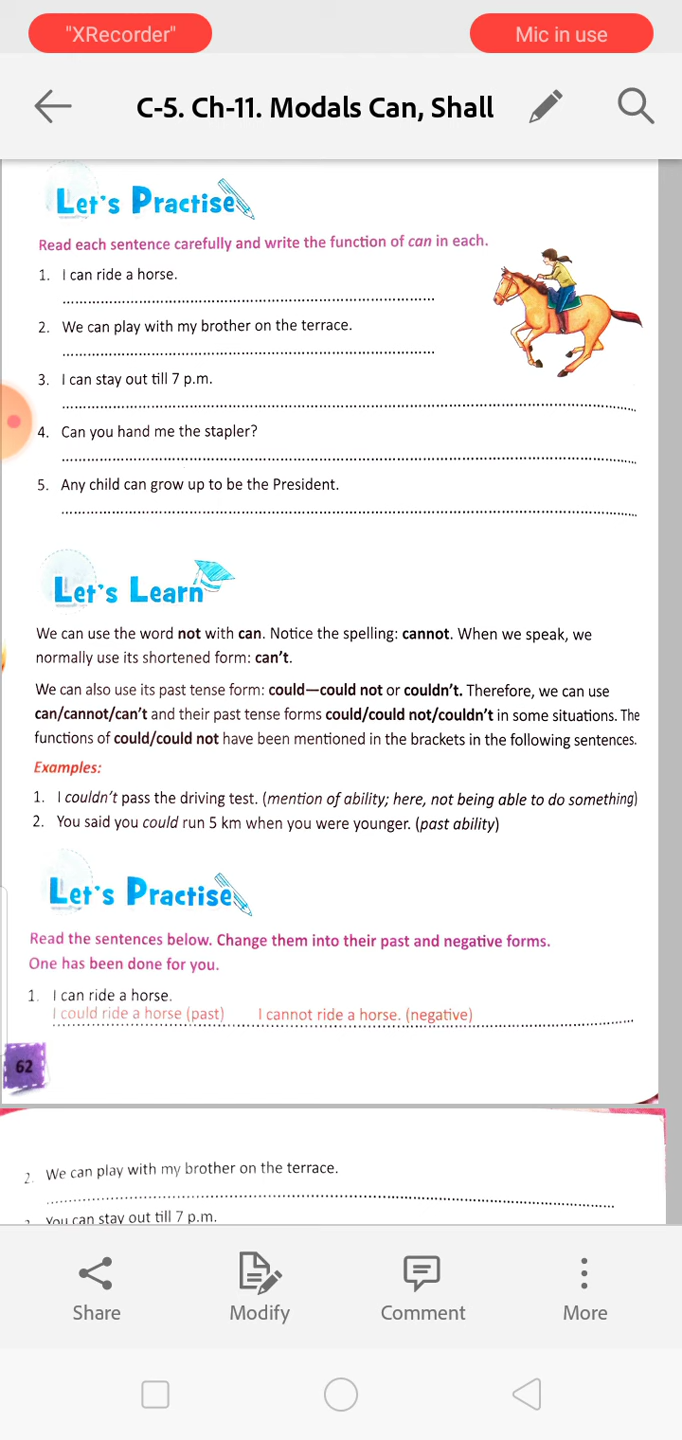 "XRecorder"
Mic in use
C-5. Ch-11. Modals Can, Shall
Let's Practise
Read each sentence carefully and write the function of can in each.
1. I can ride a horse.
2. We can play with my brother on the terrace.
3. I can stay out till 7 p.m.
4. Can you hand me the stapler?
5. Any child can grow up to be the President.
Let's Learn
We can use the word not with can. Notice the spelling: cannot. When we speak, we
normally use its shortened form: can't.
We can also use its past tense form: could—could not or couldn't. Therefore, we can use
can/cannot/can't and their past tense forms could/could not/couldn't in some situations. The
functions of could/could not have been mentioned in the brackets in the following sentences.
Examples:
1. I couldn't pass the driving test. (mention of ability; here, not being able to do something)
2. You said you could run 5 km when you were younger. (past ability)
Let's Practise
Read the sentences below. Change them into their past and negative forms.
One has been done for you.
1. I can ride a horse.
I could ride a horse (past) I cannot ride a horse. (negative)
62
2. We can play with my brother on the terrace.
You can stay out till 7 p.m.
Share
Modify
Comment
More